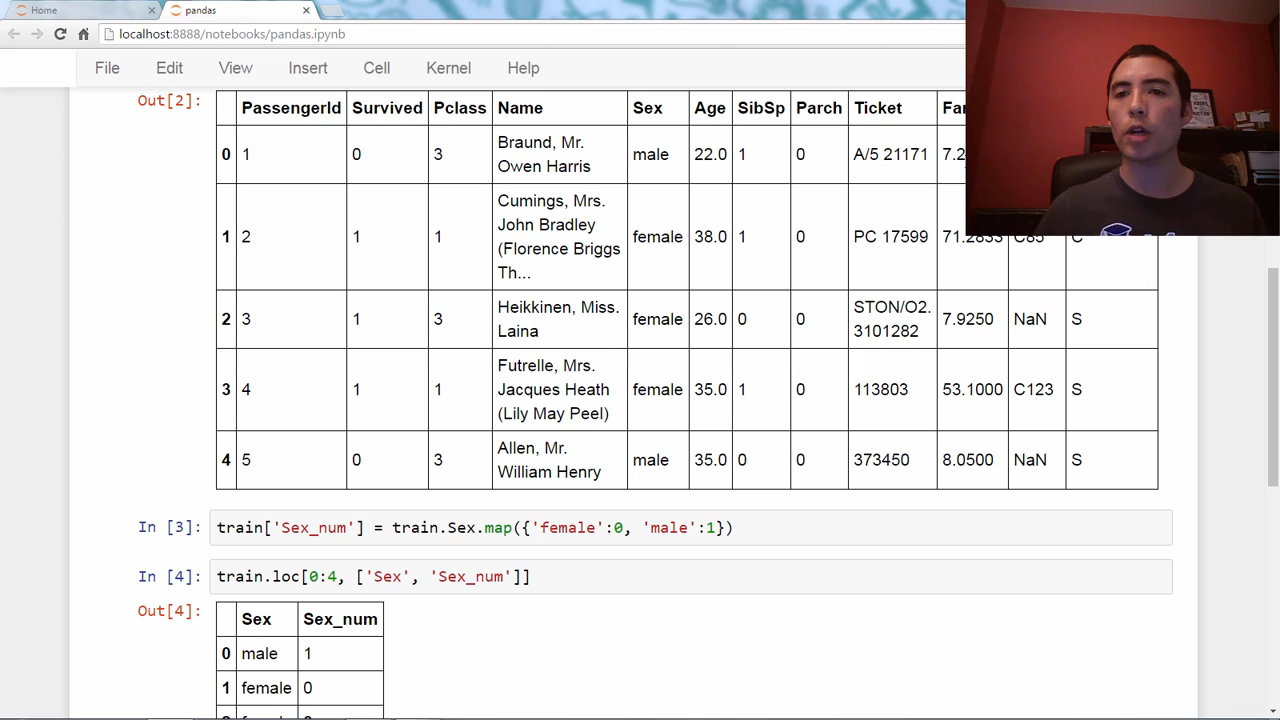 Home
pandas
localhost:8888/notebooks/pandas.ipynb
File Edit View Insert Cell Kernel Help
Out[2]:
PassengerId Survived Pclass Name Sex Age SibSp Parch Ticket
0 1 0 3 Braund, Mr. Owen Harris male 22.0 1 0 A/5 21171 7.2
1 2 1 1 Cumings, Mrs. John Bradley (Florence Briggs Th... female 38.0 1 0 PC 17599 71.2833 C85 C
2 3 1 3 Heikkinen, Miss. Laina female 26.0 0 0 STON/O2. 3101282 7.9250 NaN S
3 4 1 1 Futrelle, Mrs. Jacques Heath (Lily May Peel) female 35.0 1 0 113803 53.1000 C123 S
4 5 0 3 Allen, Mr. William Henry male 35.0 0 0 373450 8.0500 NaN S
In [3]: train['Sex_num'] = train.Sex.map({'female':0, 'male':1})
In [4]: train.loc[0:4, ['Sex', 'Sex_num']]
Out[4]:
Sex Sex_num
0 male 1
1 female 0